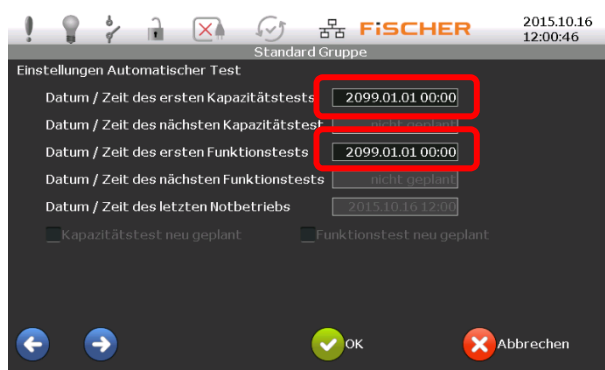 FiSCHER
2015.10.16
12:00:46
Standard Gruppe
Einstellungen Automatischer Test
Datum / Zeit des ersten Kapazitätstests 2099.01.01 00:00
Datum / Zeit des nächsten Kapazitätstest nicht geplant
Datum / Zeit des ersten Funktionstests 2099.01.01 00:00
Datum / Zeit des nächsten Funktionstests nicht geplant
Datum / Zeit des letzten Notbetriebs 2015.10.16 12:00
Kapazitätstest neu geplant Funktionstest neu geplant
OK Abbrechen